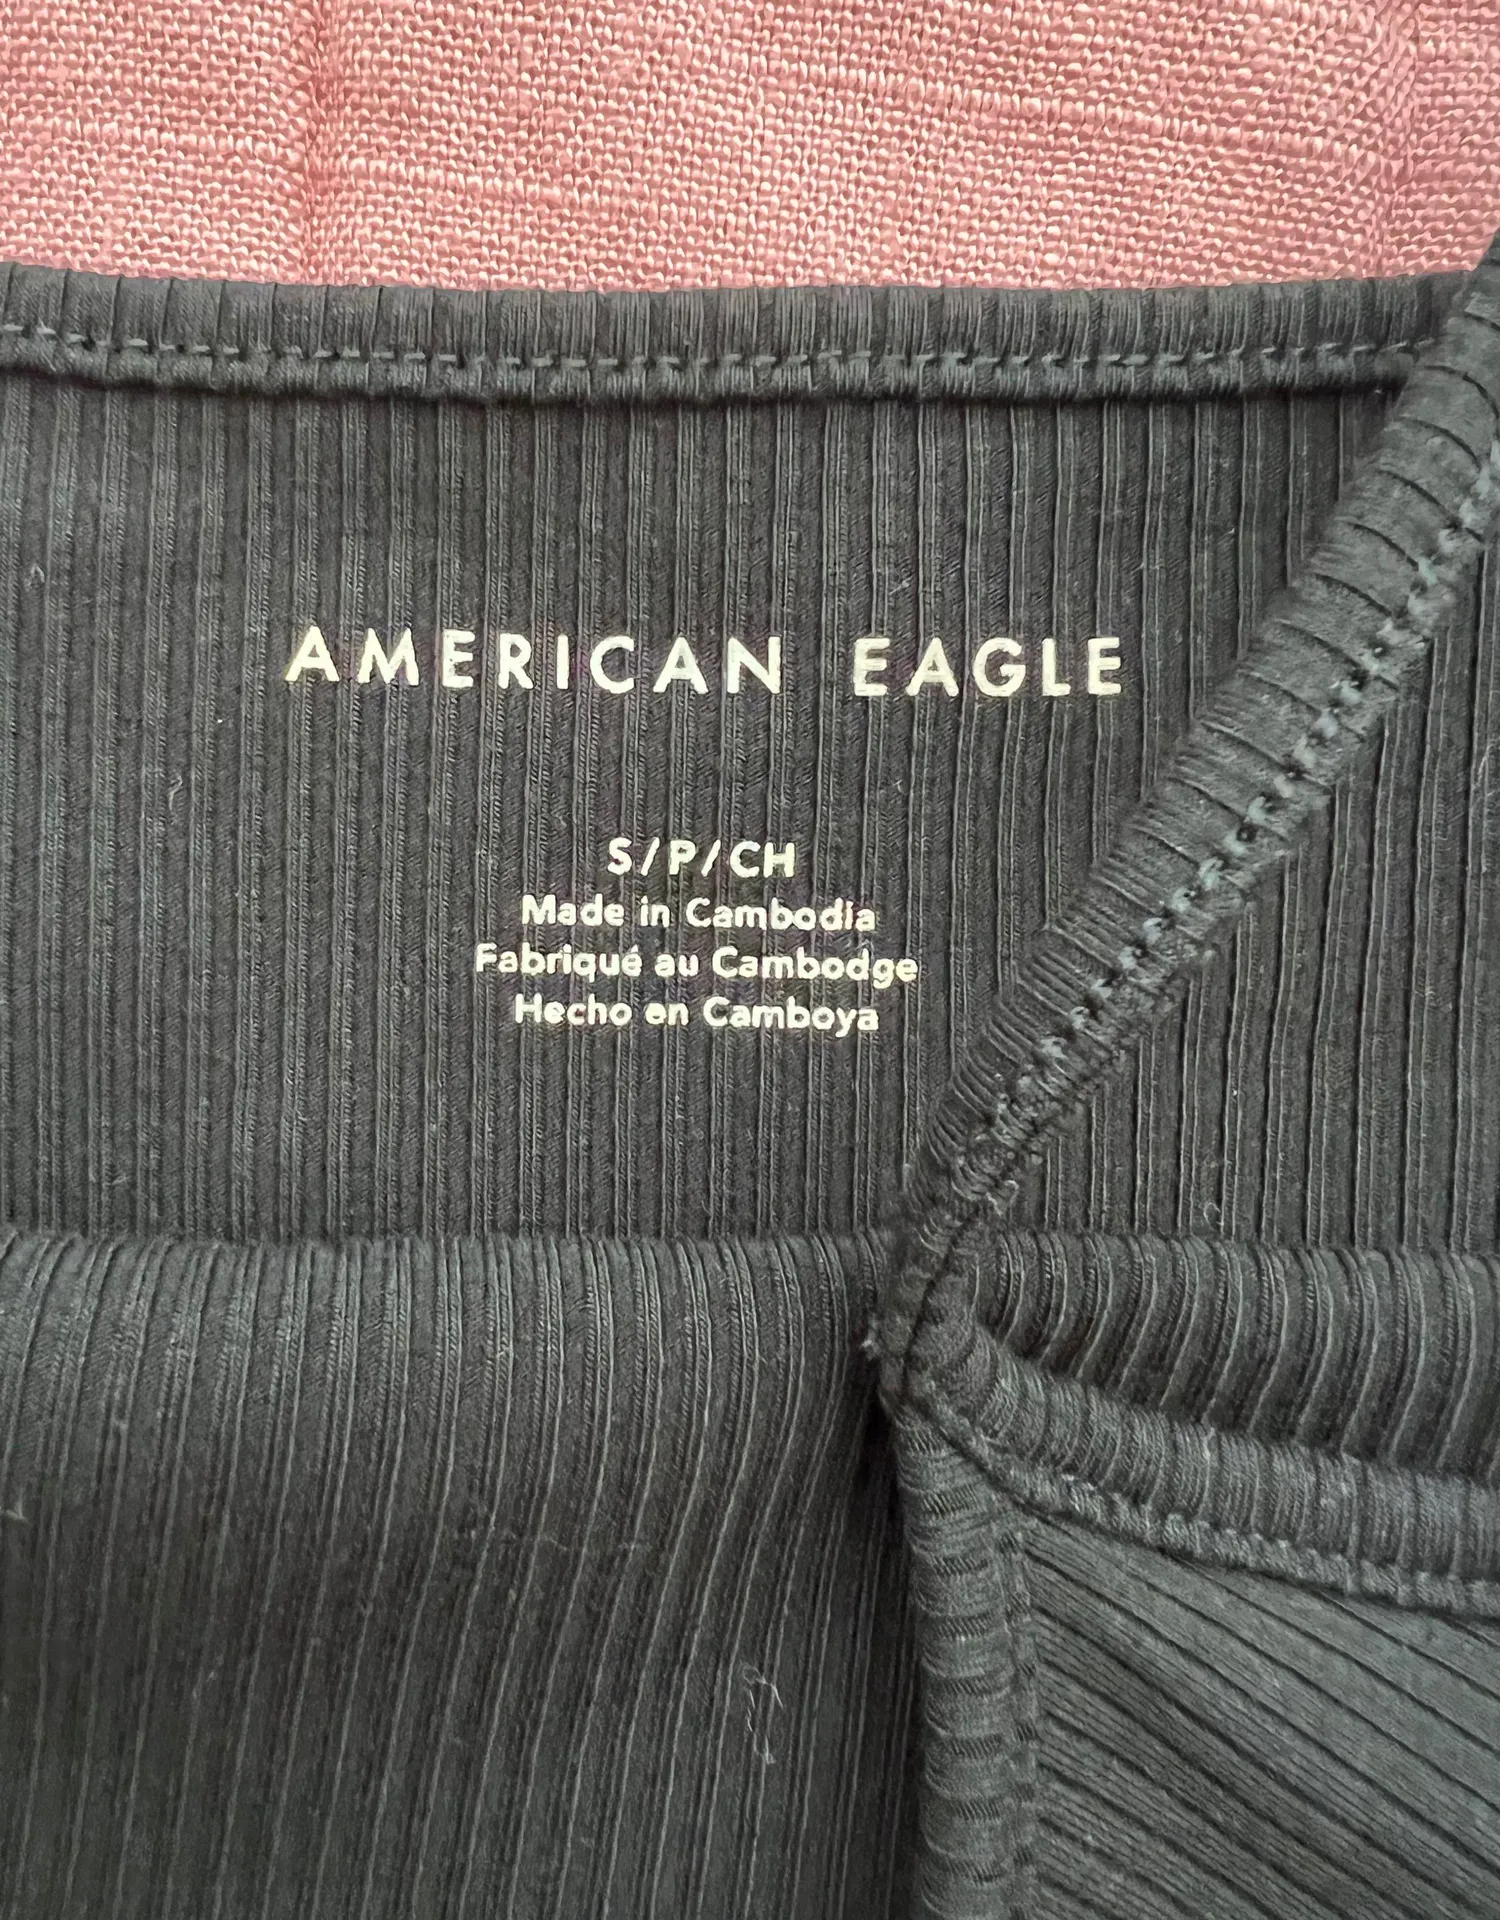 AMERICAN EAGLE
S/P/CH
Made in Cambodia
Fabriqué au Cambodge
Hecho en Camboya